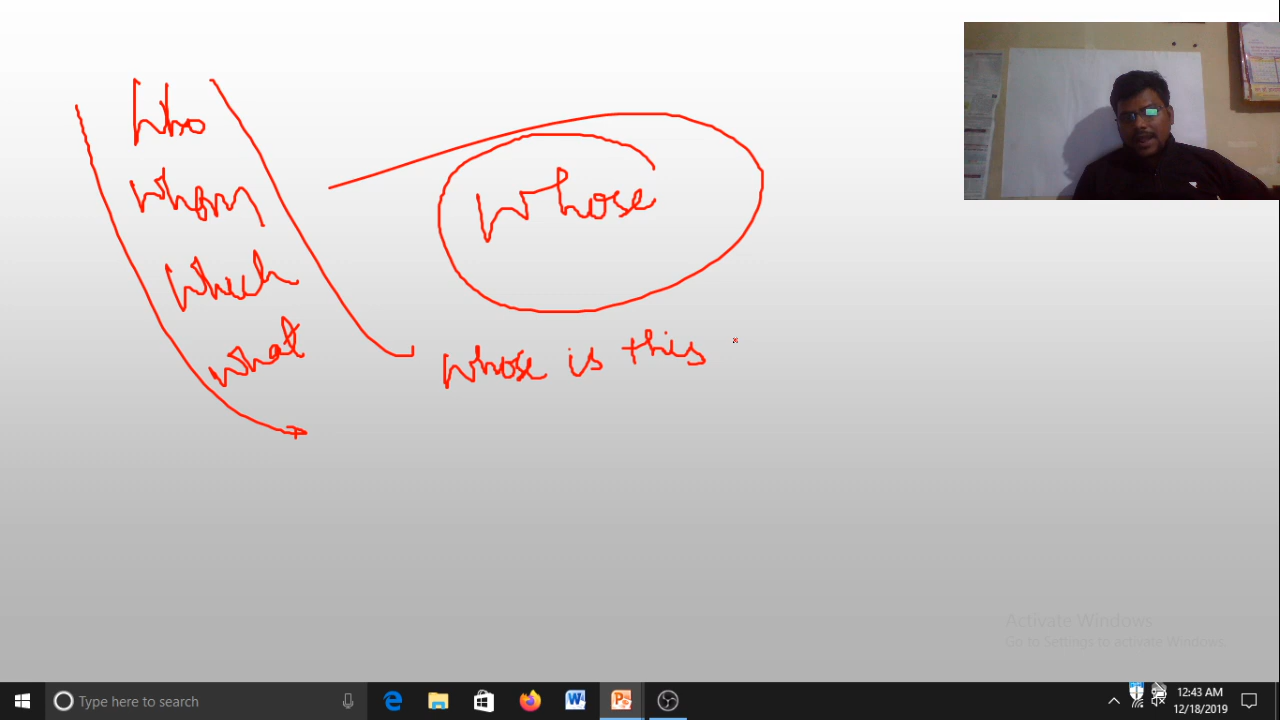 who
whom
which
what
whose
whose is this
Activate Windows
Go to Settings to activate Windows.
Type here to search
12:43 AM
12/18/2019